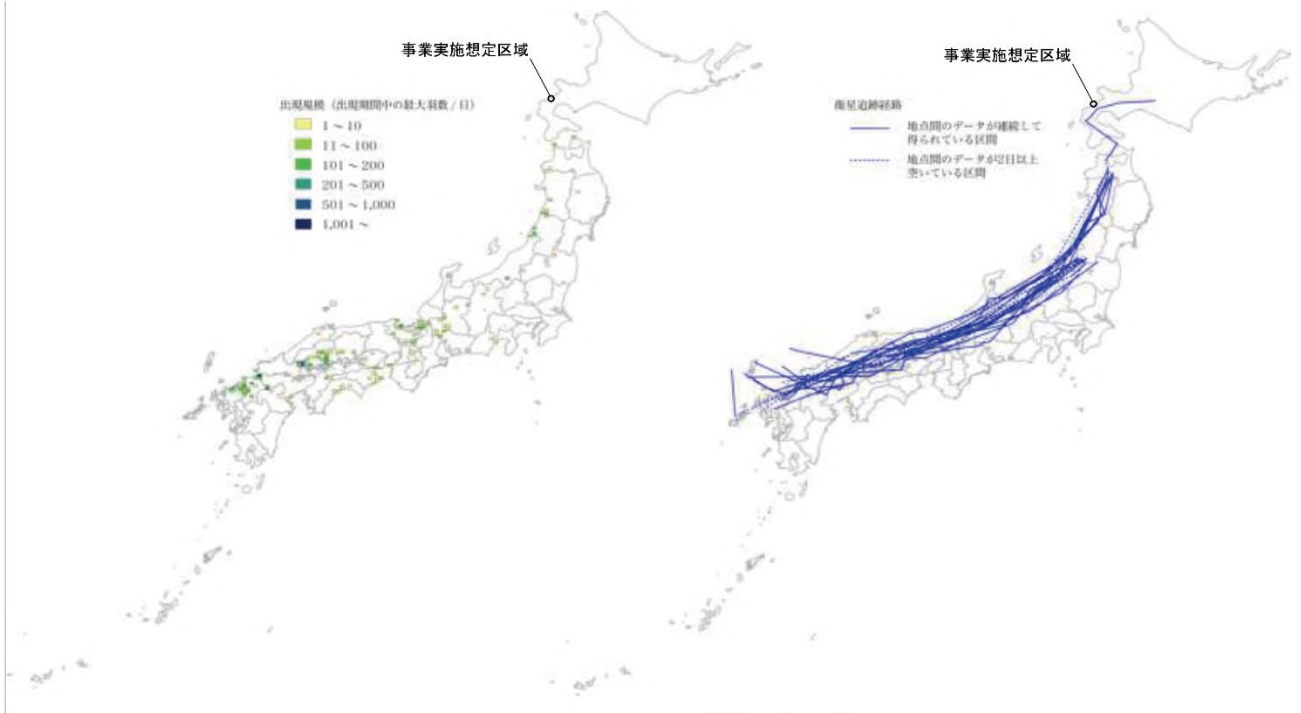 事業実施想定区域
出現規模（出現期間中の最大羽数/日）
1～10
11～100
101～200
201～500
501～1,000
1,001～
事業実施想定区域
衛星追跡経路
地点間のデータが連続して
得られている区間
地点間のデータが2日以上
空いている区間